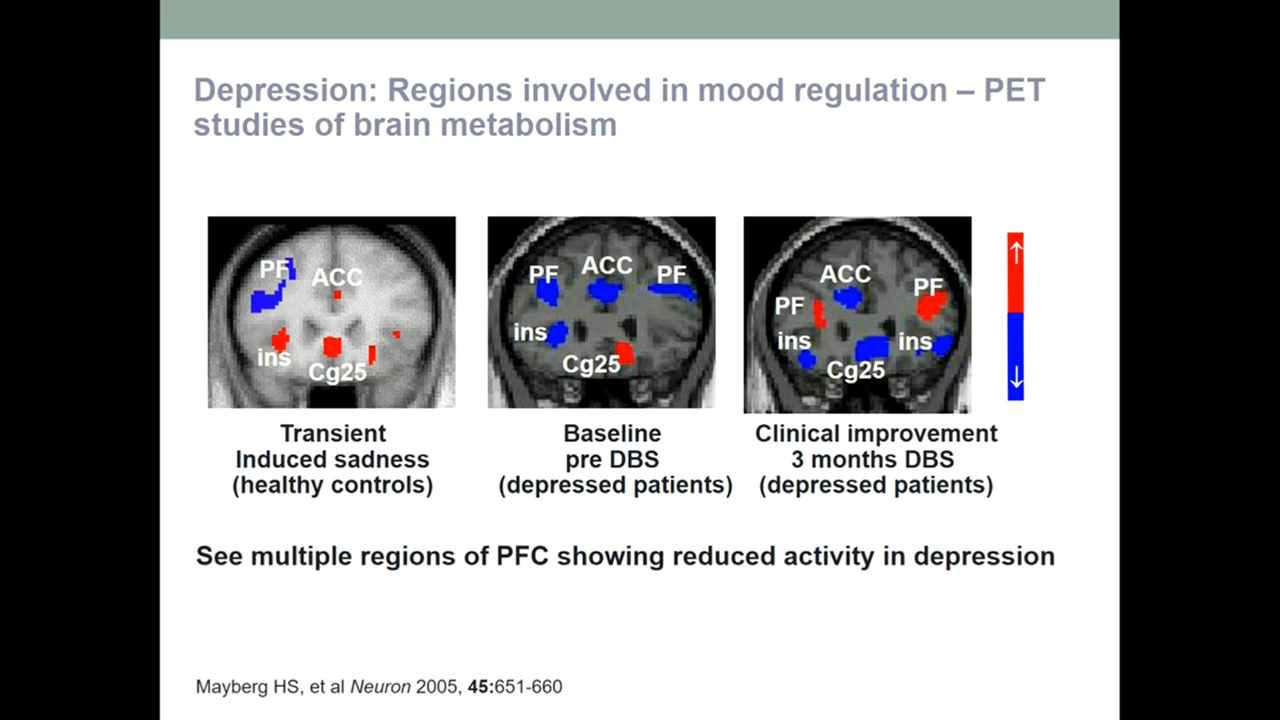 Depression: Regions involved in mood regulation – PET
studies of brain metabolism
PF
ACC
ins
Cg25
PF
ACC
PF
ins
Cg25
ACC
PF
PF
ins
ins
Cg25
↑
↓
Transient
Induced sadness
(healthy controls)
Baseline
pre DBS
(depressed patients)
Clinical improvement
3 months DBS
(depressed patients)
See multiple regions of PFC showing reduced activity in depression
Mayberg HS, et al Neuron 2005, 45:651-660